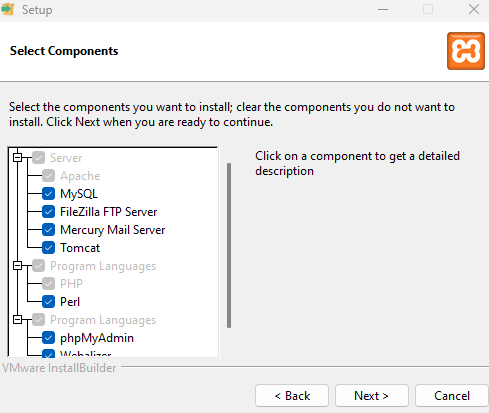 Setup
Select Components
Select the components you want to install; clear the components you do not want to
install. Click Next when you are ready to continue.
Server
Apache
MySQL
FileZilla FTP Server
Mercury Mail Server
Tomcat
Program Languages
PHP
Perl
Program Languages
phpMyAdmin
Webalizer
Click on a component to get a detailed
description
VMware InstallBuilder
< Back
Next >
Cancel